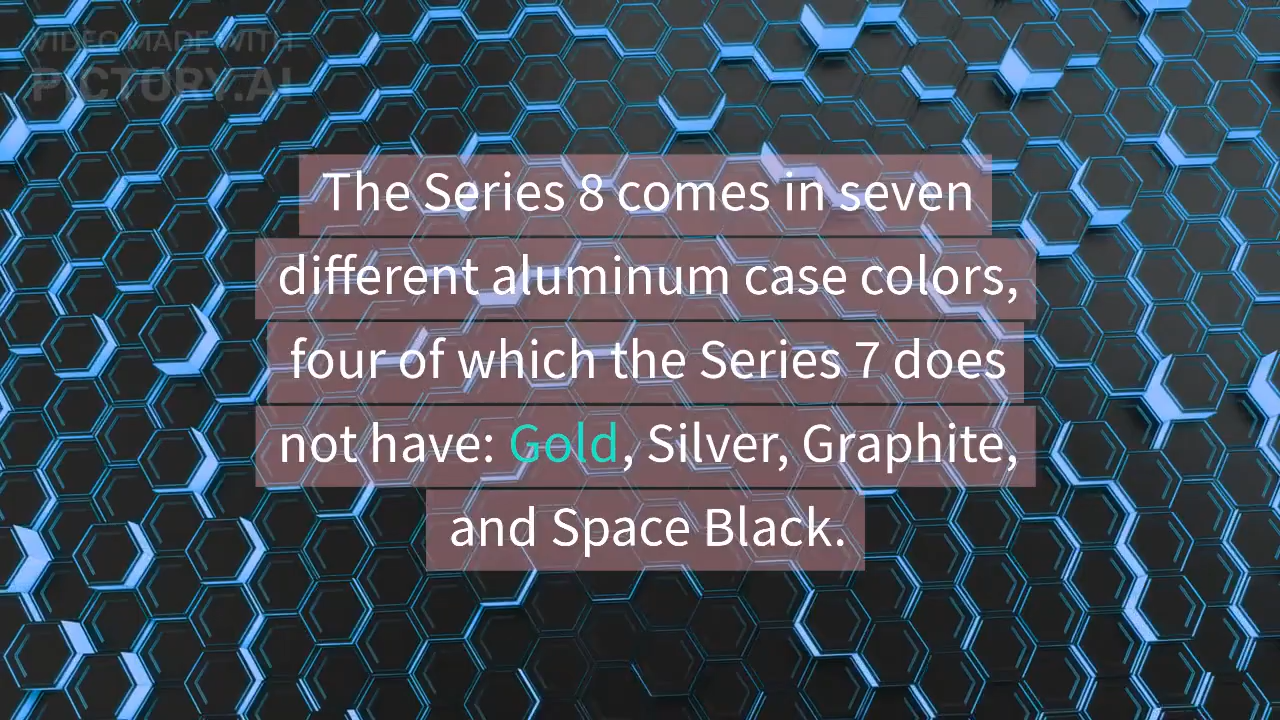 VIDEO MADE WITH
PICTORY.AI
The Series 8 comes in seven
different aluminum case colors,
four of which the Series 7 does
not have: Gold, Silver, Graphite,
and Space Black.